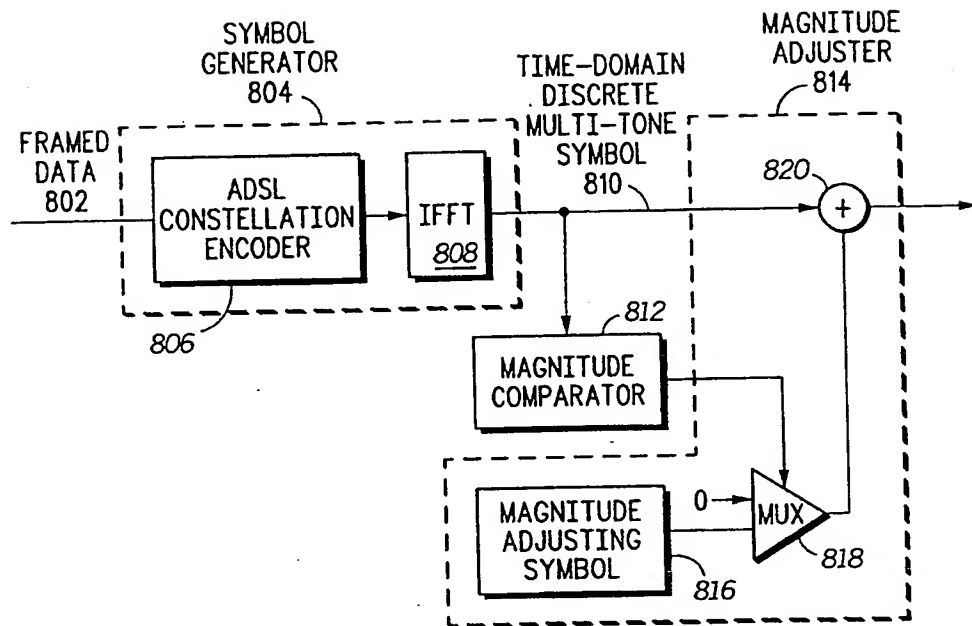 SYMBOL
GENERATOR
804
FRAMED
DATA
802
ADSL
CONSTELLATION
ENCODER
806
IFFT
808
TIME-DOMAIN
DISCRETE
MULTI-TONE
SYMBOL
810
MAGNITUDE
ADJUSTER
814
820
+
812
MAGNITUDE
COMPARATOR
0
MUX
818
MAGNITUDE
ADJUSTING
SYMBOL
816